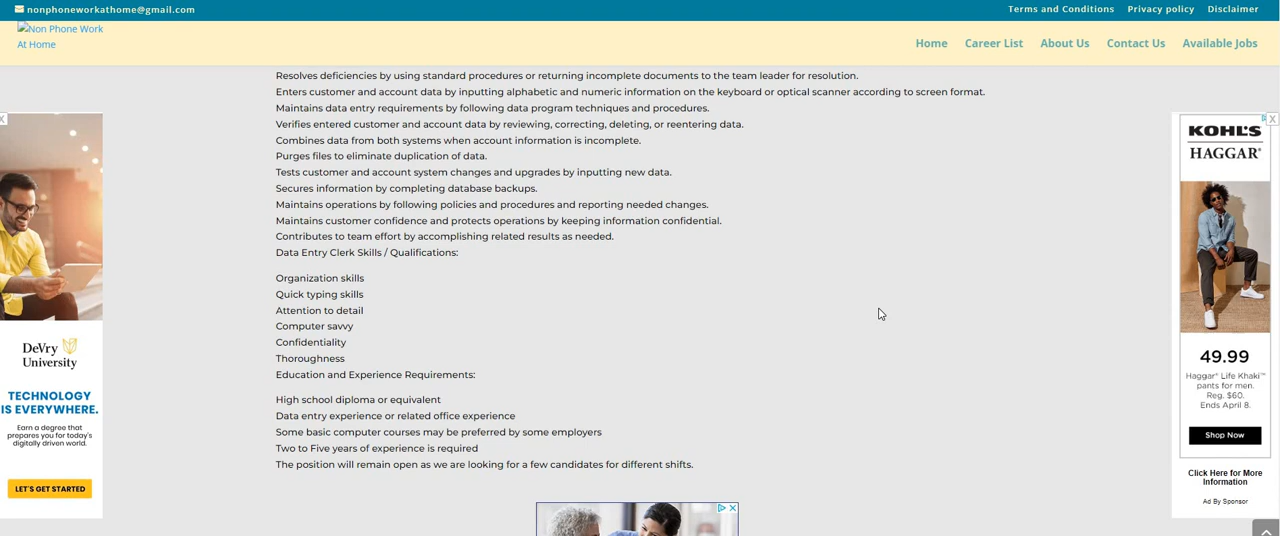 nonphoneworkathome@gmail.com
Terms and Conditions Privacy policy Disclaimer
Non Phone Work
At Home
Home Career List About Us Contact Us Available Jobs
Resolves deficiencies by using standard procedures or returning incomplete documents to the team leader for resolution.
Enters customer and account data by inputting alphabetic and numeric information on the keyboard or optical scanner according to screen format.
Maintains data entry requirements by following data program techniques and procedures.
Verifies entered customer and account data by reviewing, correcting, deleting, or reentering data.
Combines data from both systems when account information is incomplete.
Purges files to eliminate duplication of data.
Tests customer and account system changes and upgrades by inputting new data.
Secures information by completing database backups.
Maintains operations by following policies and procedures and reporting needed changes.
Maintains customer confidence and protects operations by keeping information confidential.
Contributes to team effort by accomplishing related results as needed.
Data Entry Clerk Skills / Qualifications:
Organization skills
Quick typing skills
Attention to detail
Computer savvy
Confidentiality
Thoroughness
Education and Experience Requirements:
High school diploma or equivalent
Data entry experience or related office experience
Some basic computer courses may be preferred by some employers
Two to Five years of experience is required
The position will remain open as we are looking for a few candidates for different shifts.
X
DeVry
University
TECHNOLOGY
IS EVERYWHERE.
Earn a degree that
prepares you for today's
digitally driven world.
LET'S GET STARTED
X
KOHL'S
HAGGAR®
49.99
Haggar® Life Khaki™
pants for men.
Reg. $60.
Ends April 8.
Shop Now
Click Here for More
Information
Ad By Sponsor